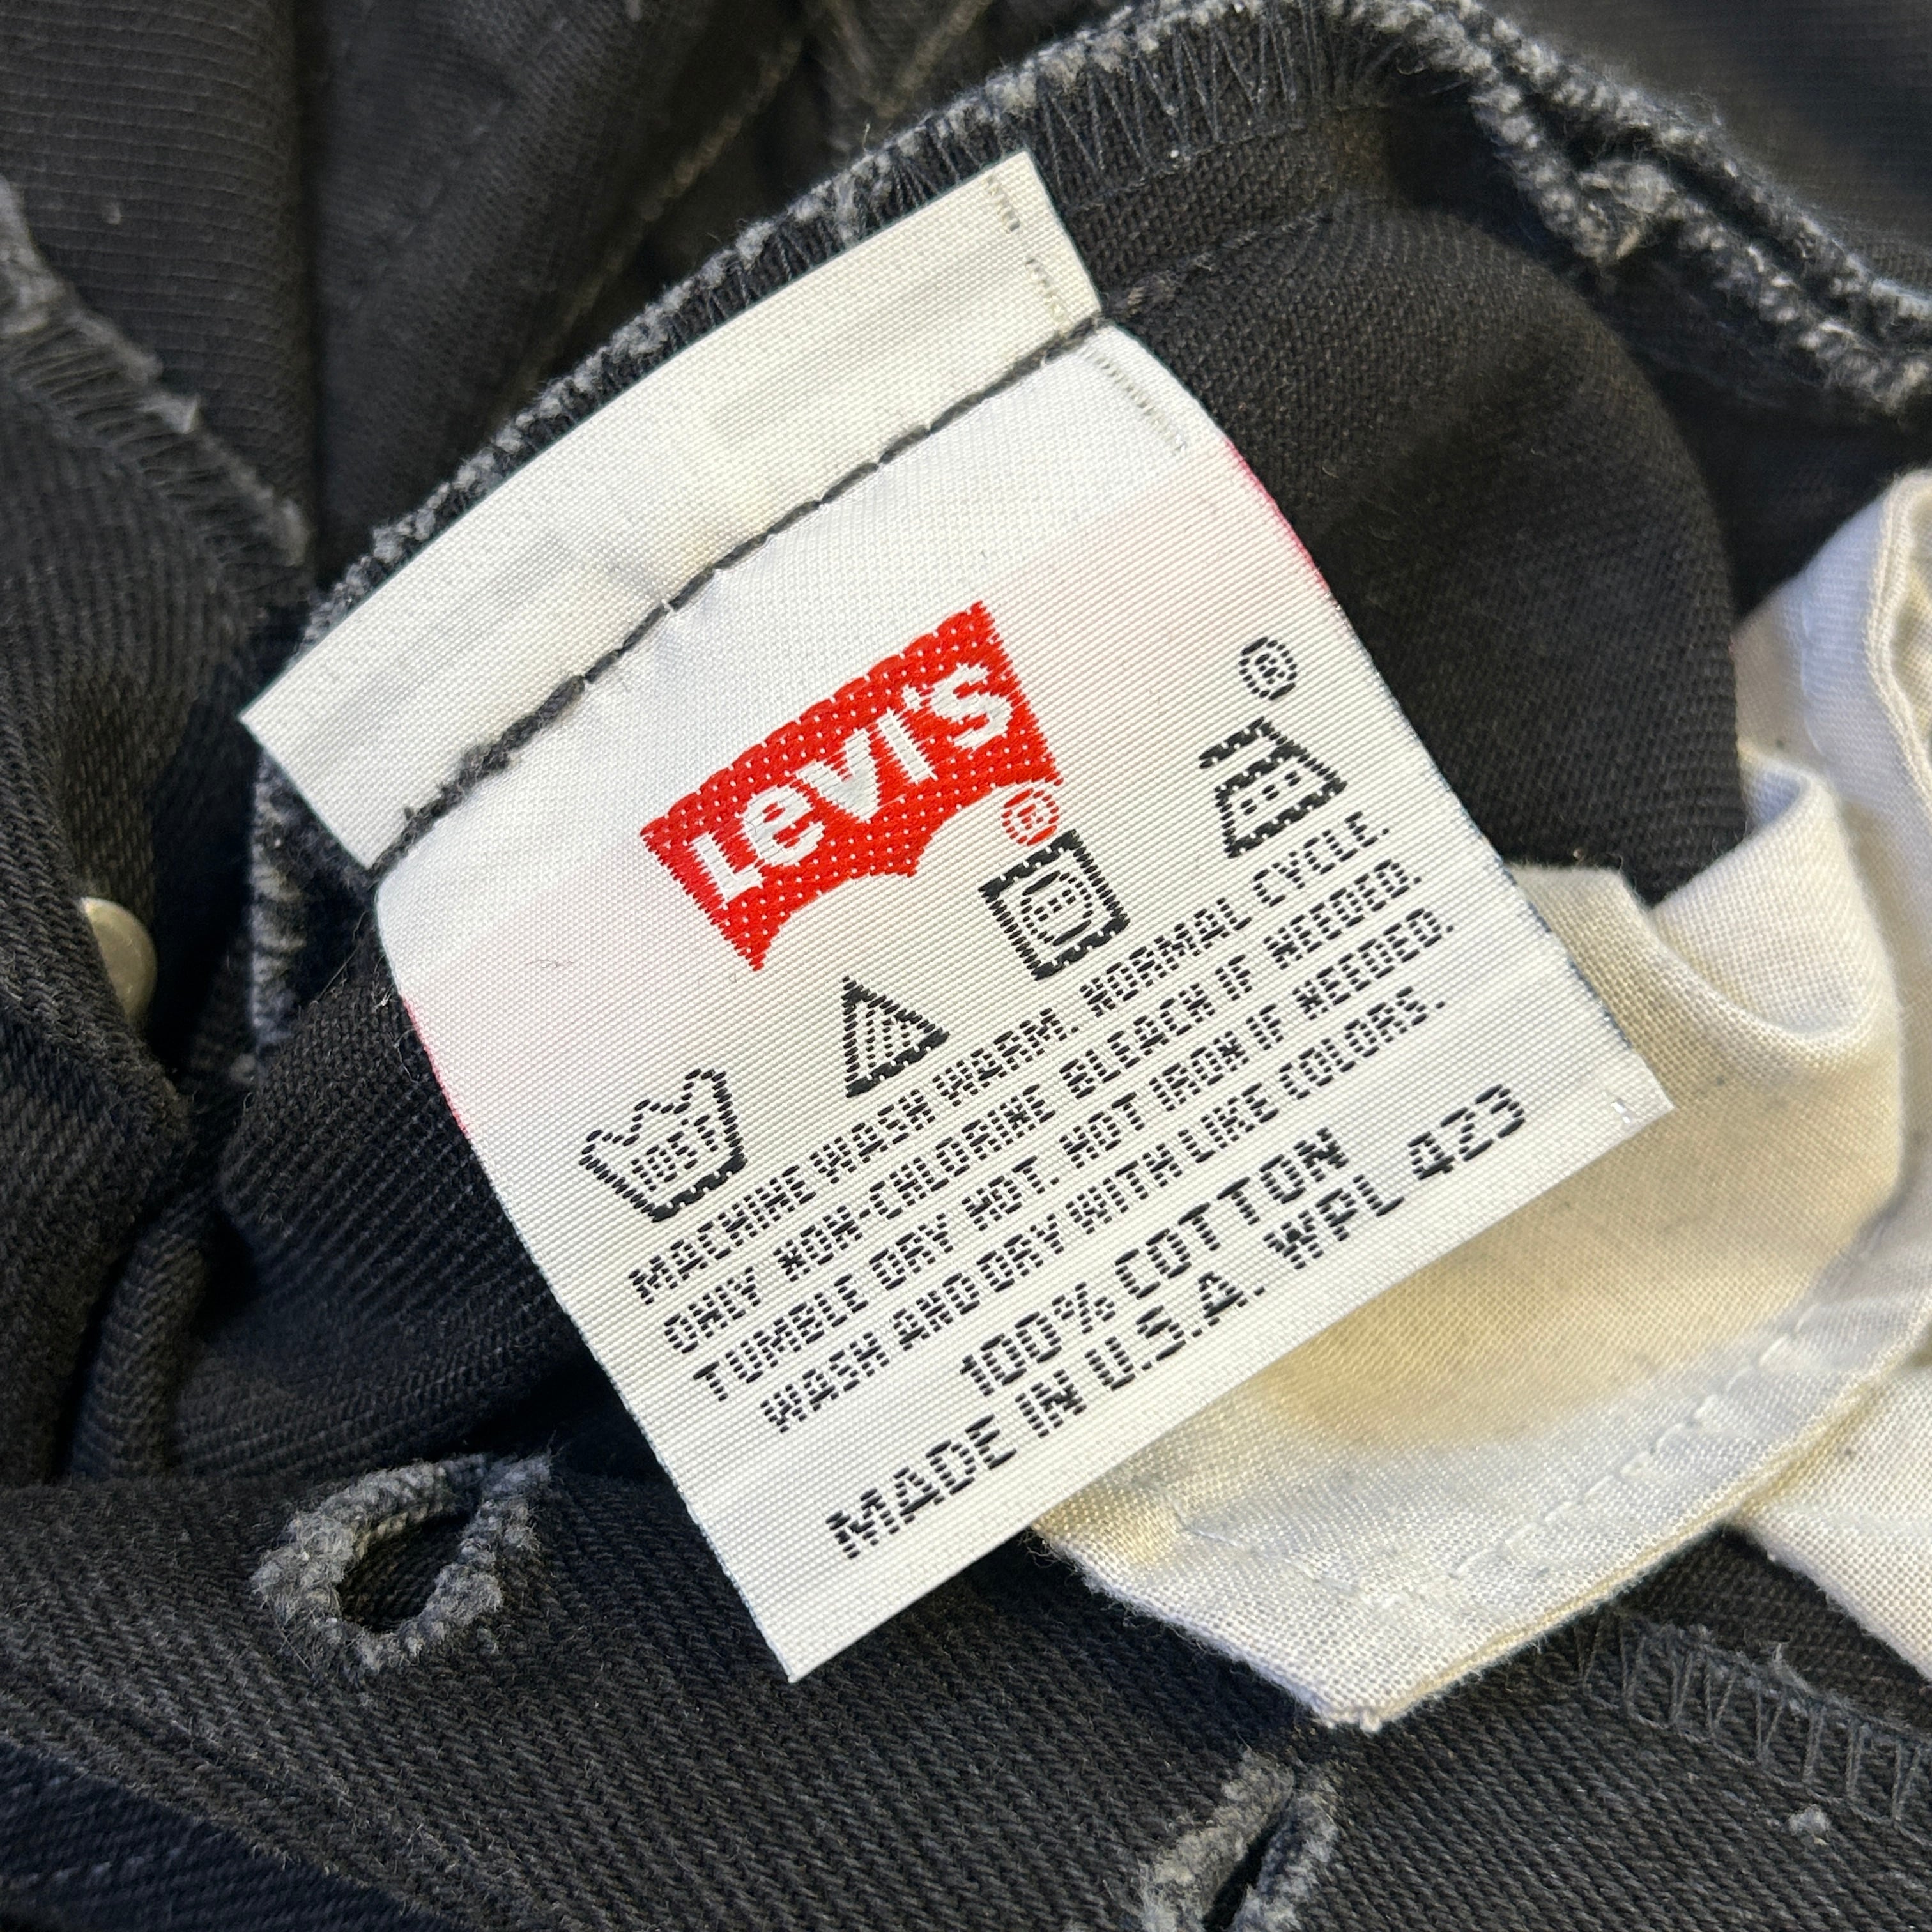 Levi's
®
®
105F
MACHINE WASH WARM. NORMAL CYCLE.
ONLY NON-CHLORINE BLEACH IF NEEDED.
TUMBLE DRY HOT. HOT IRON IF NEEDED.
WASH AND DRY WITH LIKE COLORS.
100% COTTON
MADE IN U.S.A. WPL 423